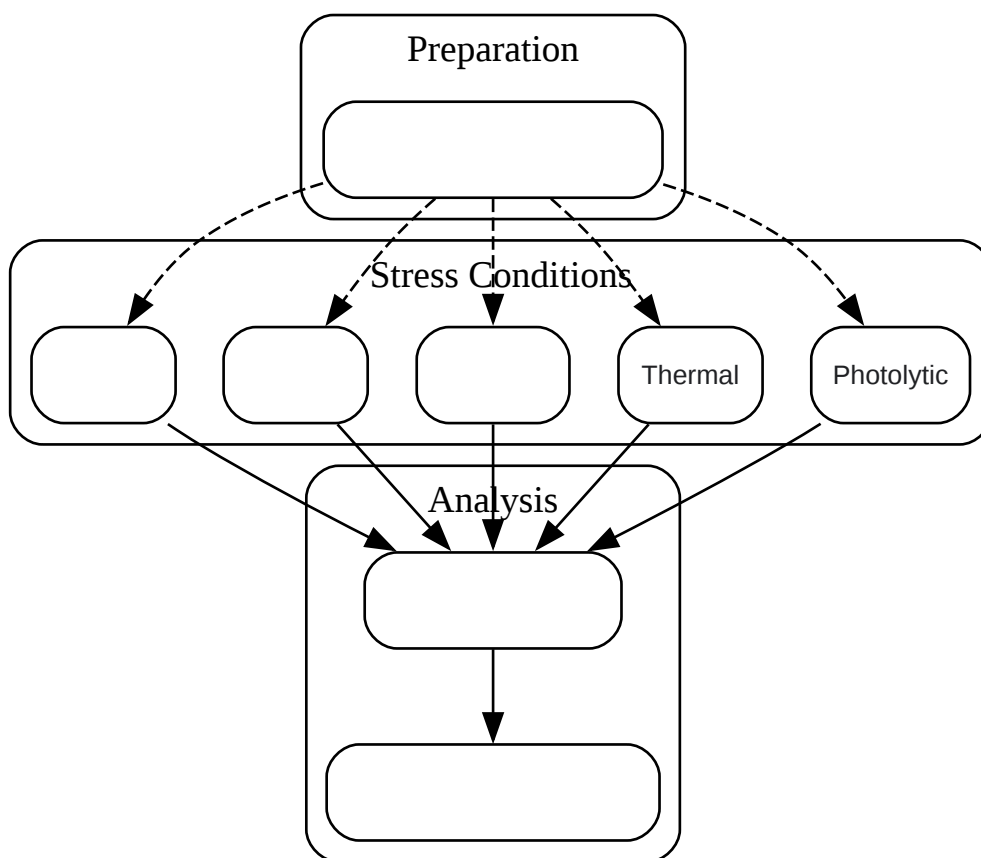 Preparation
Stress Conditions
Thermal
Photolytic
Analysis